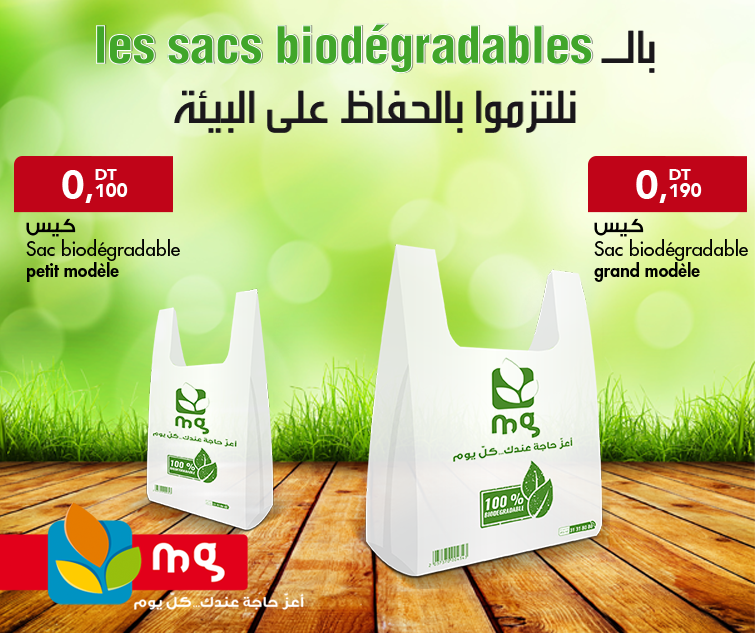 بالـ les sacs biodégradables
نلتزموا بالحفاظ على البيئة
0,100 DT
كيس
Sac biodégradable
petit modèle
0,190 DT
كيس
Sac biodégradable
grand modèle
mg
أعزّ حاجة عندك..كلّ يوم
100 %
BIODEGRADABLE
mg
أعزّ حاجة عندك..كلّ يوم
100 %
BIODEGRADABLE
mg
أعزّ حاجة عندك..كلّ يوم